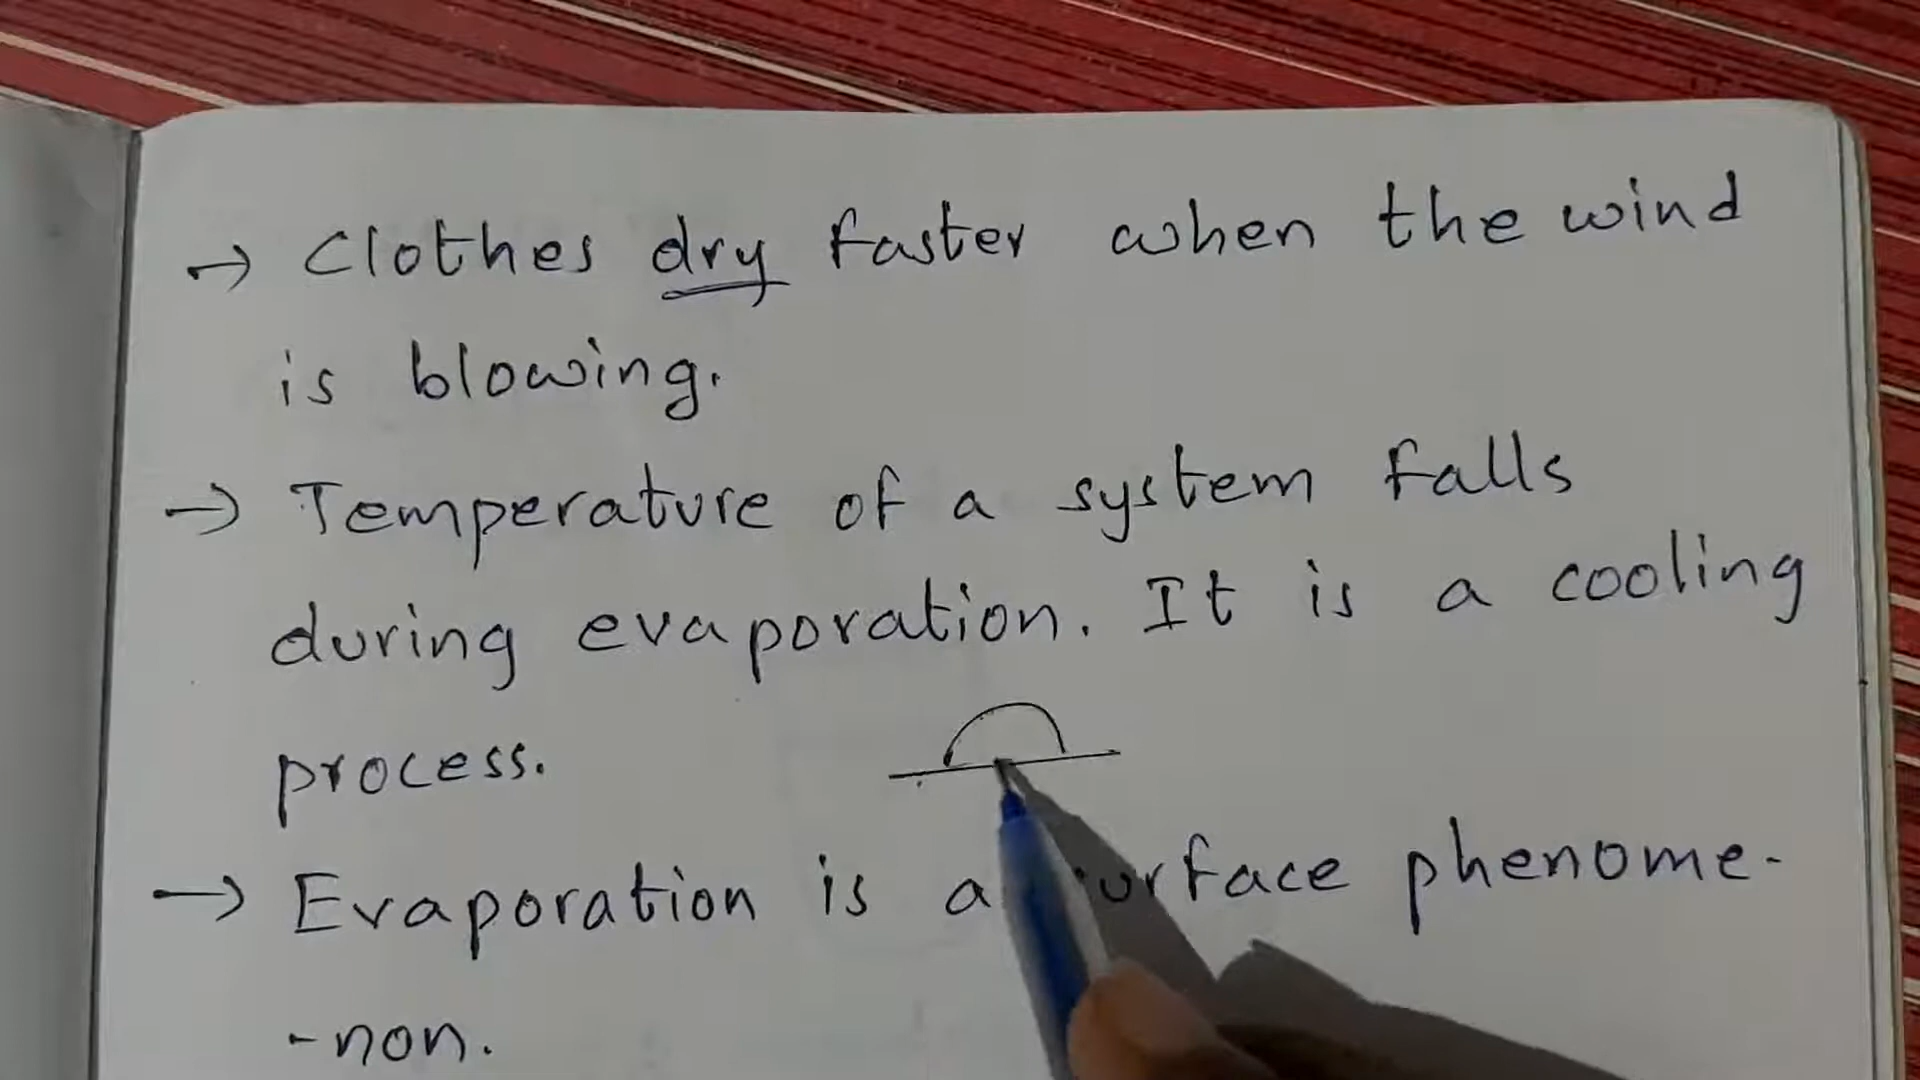 → Clothes dry faster when the wind
is blowing.
→ Temperature of a system falls
during evaporation. It is a cooling
process.
→ Evaporation is a surface phenome-
-non.